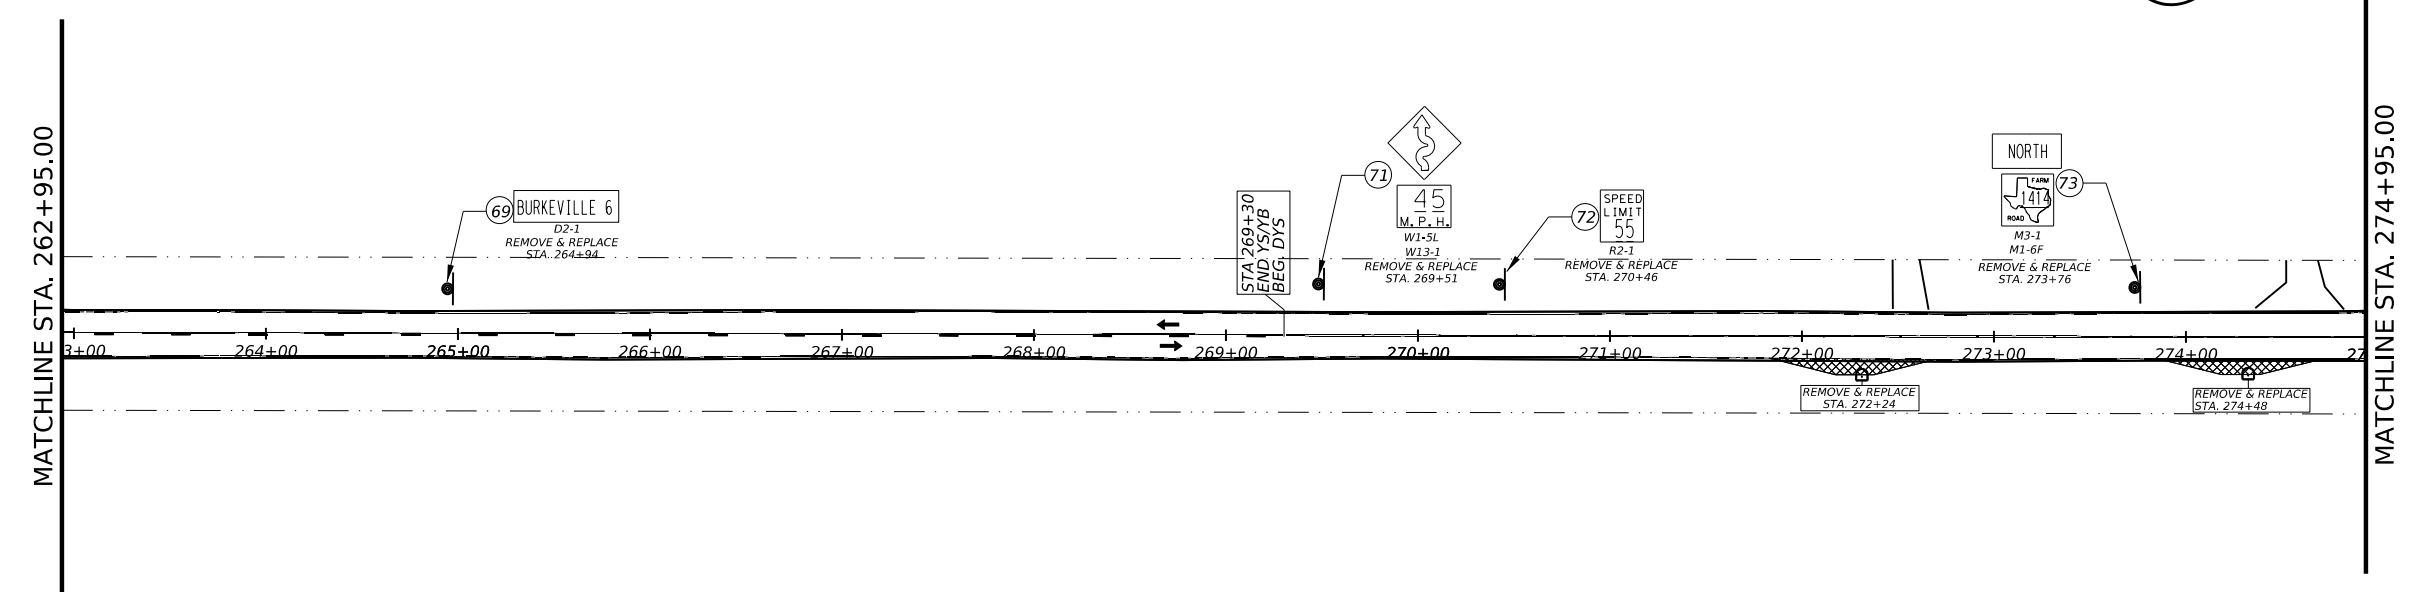 MATCHLINE STA. 262+95.00
69
BURKEVILLE 6
D2-1
REMOVE & REPLACE
STA. 264+94
STA 269+30
END YS/YB
BEG. DYS
71
45
M. P. H.
W1-5L
W13-1
REMOVE & REPLACE
STA. 269+51
72
SPEED
LIMIT
55
R2-1
REMOVE & REPLACE
STA. 270+46
NORTH
FARM
1414
ROAD
73
M3-1
M1-6F
REMOVE & REPLACE
STA. 273+76
3+00
264+00
265+00
266+00
267+00
268+00
269+00
270+00
271+00
272+00
273+00
274+00
27
REMOVE & REPLACE
STA. 272+24
REMOVE & REPLACE
STA. 274+48
MATCHLINE STA. 274+95.00